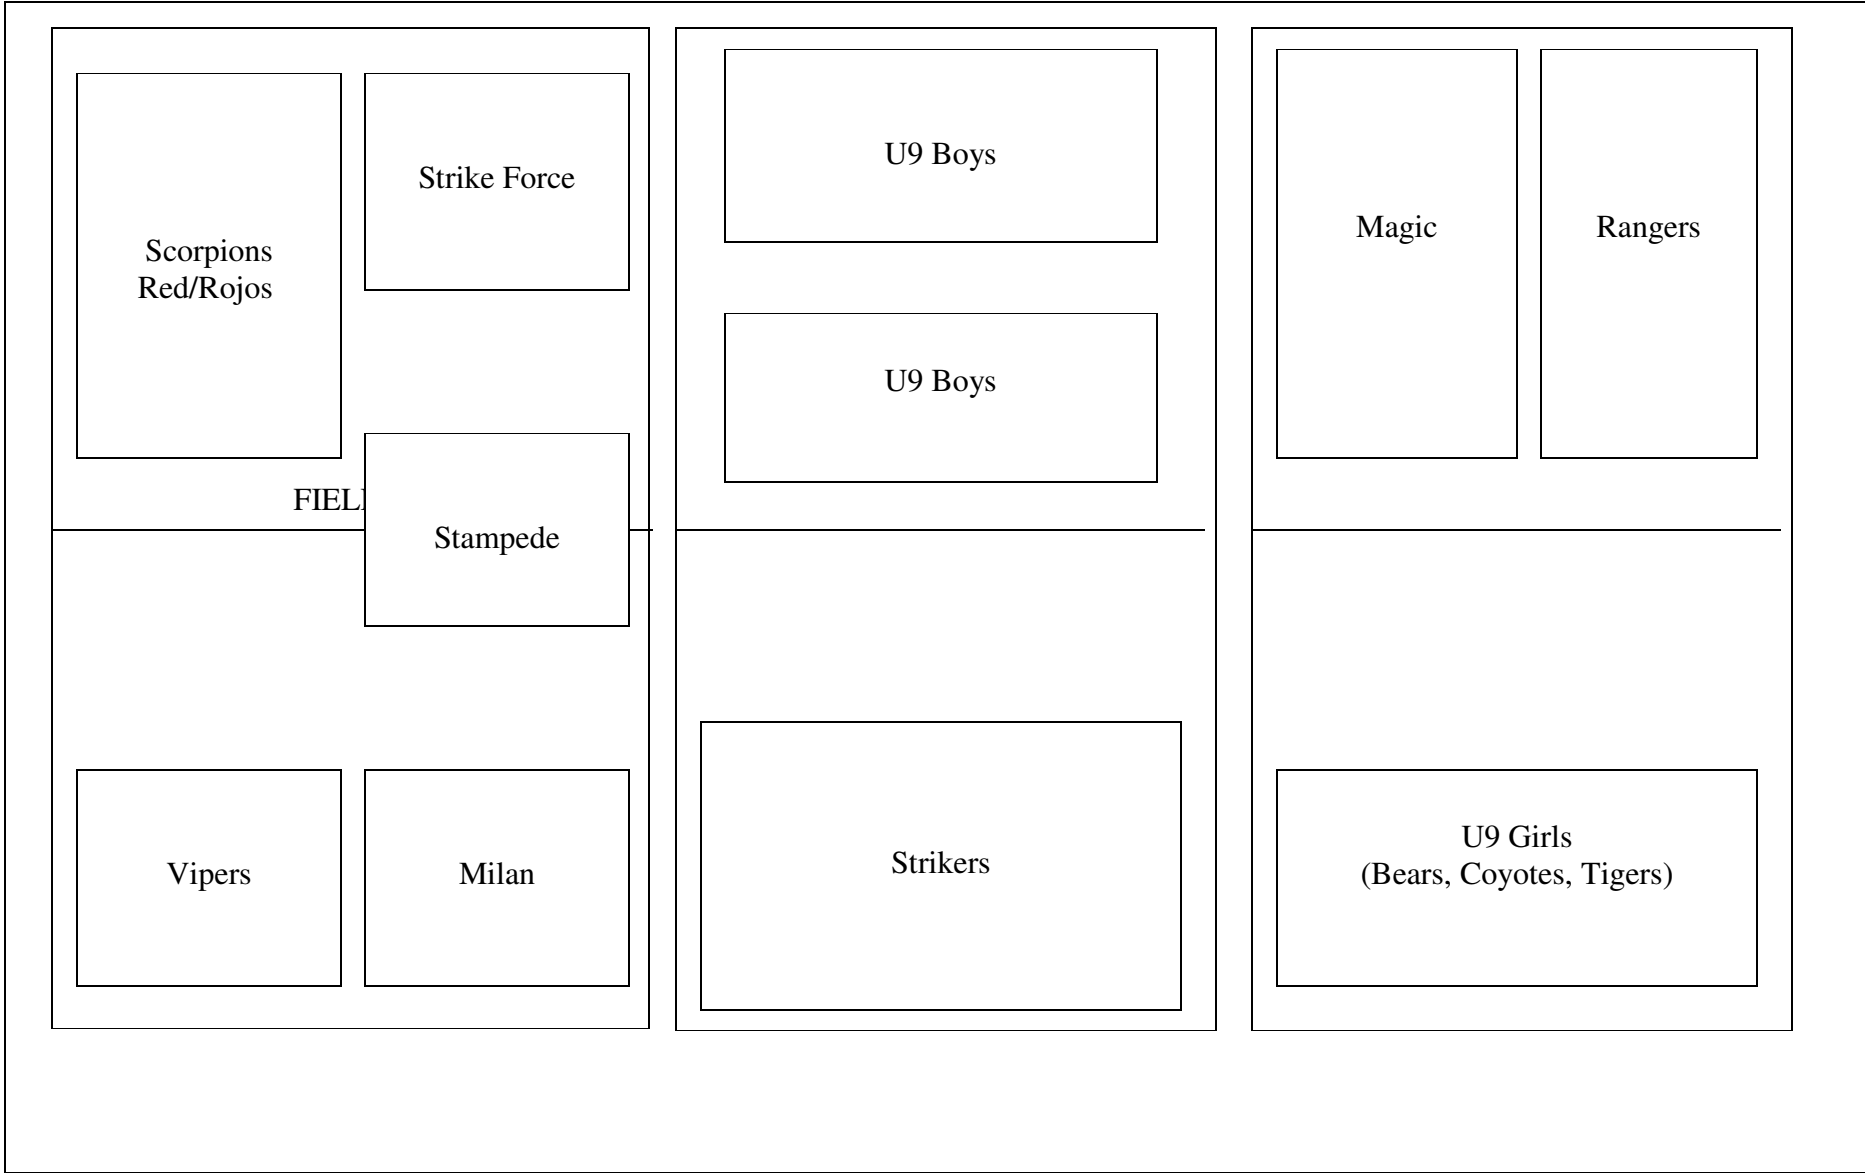 Scorpions
Red/Rojos
Strike Force
Stampede
Vipers
Milan
U9 Boys
U9 Boys
Strikers
Magic
Rangers
U9 Girls
(Bears, Coyotes, Tigers)